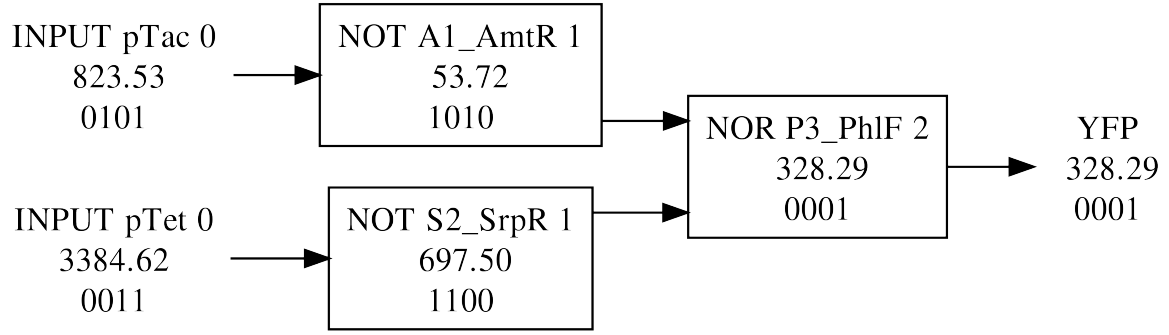 INPUT pTac 0
823.53
0101
NOT A1_AmtR 1
53.72
1010
INPUT pTet 0
3384.62
0011
NOT S2_SrpR 1
697.50
1100
NOR P3_PhlF 2
328.29
0001
YFP
328.29
0001